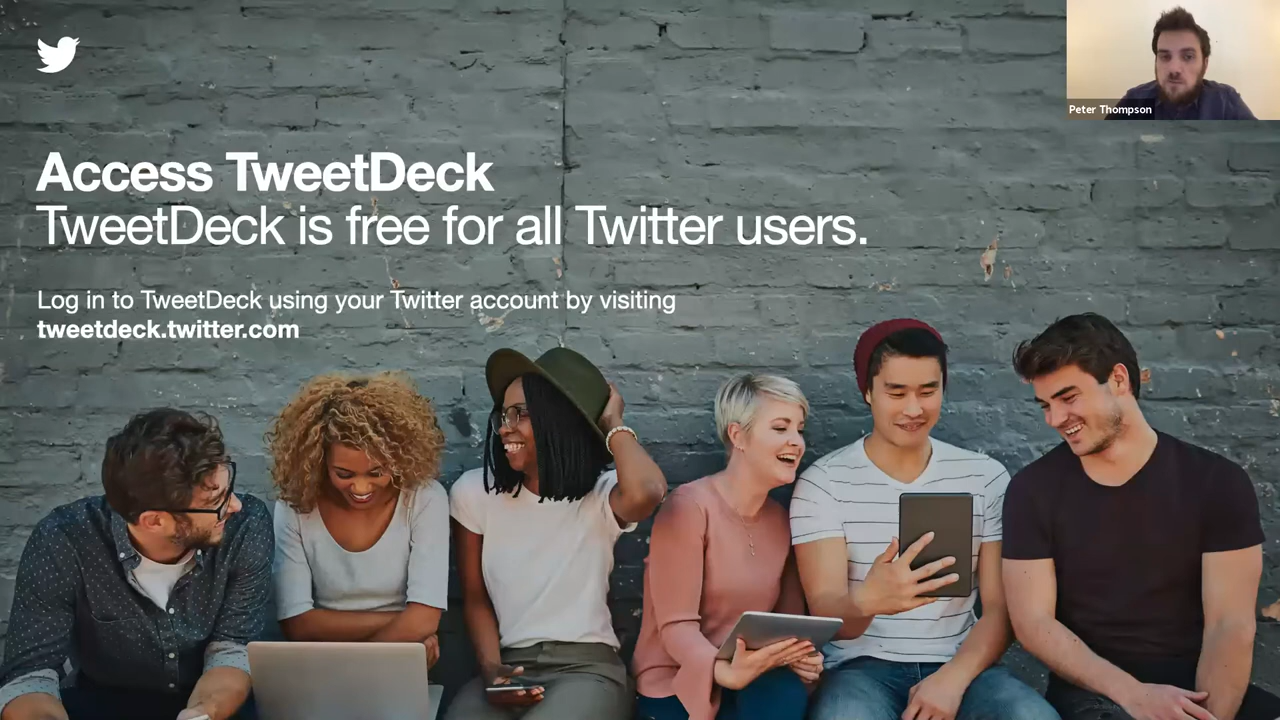 Peter Thompson
Access TweetDeck
TweetDeck is free for all Twitter users.
Log in to TweetDeck using your Twitter account by visiting
tweetdeck.twitter.com